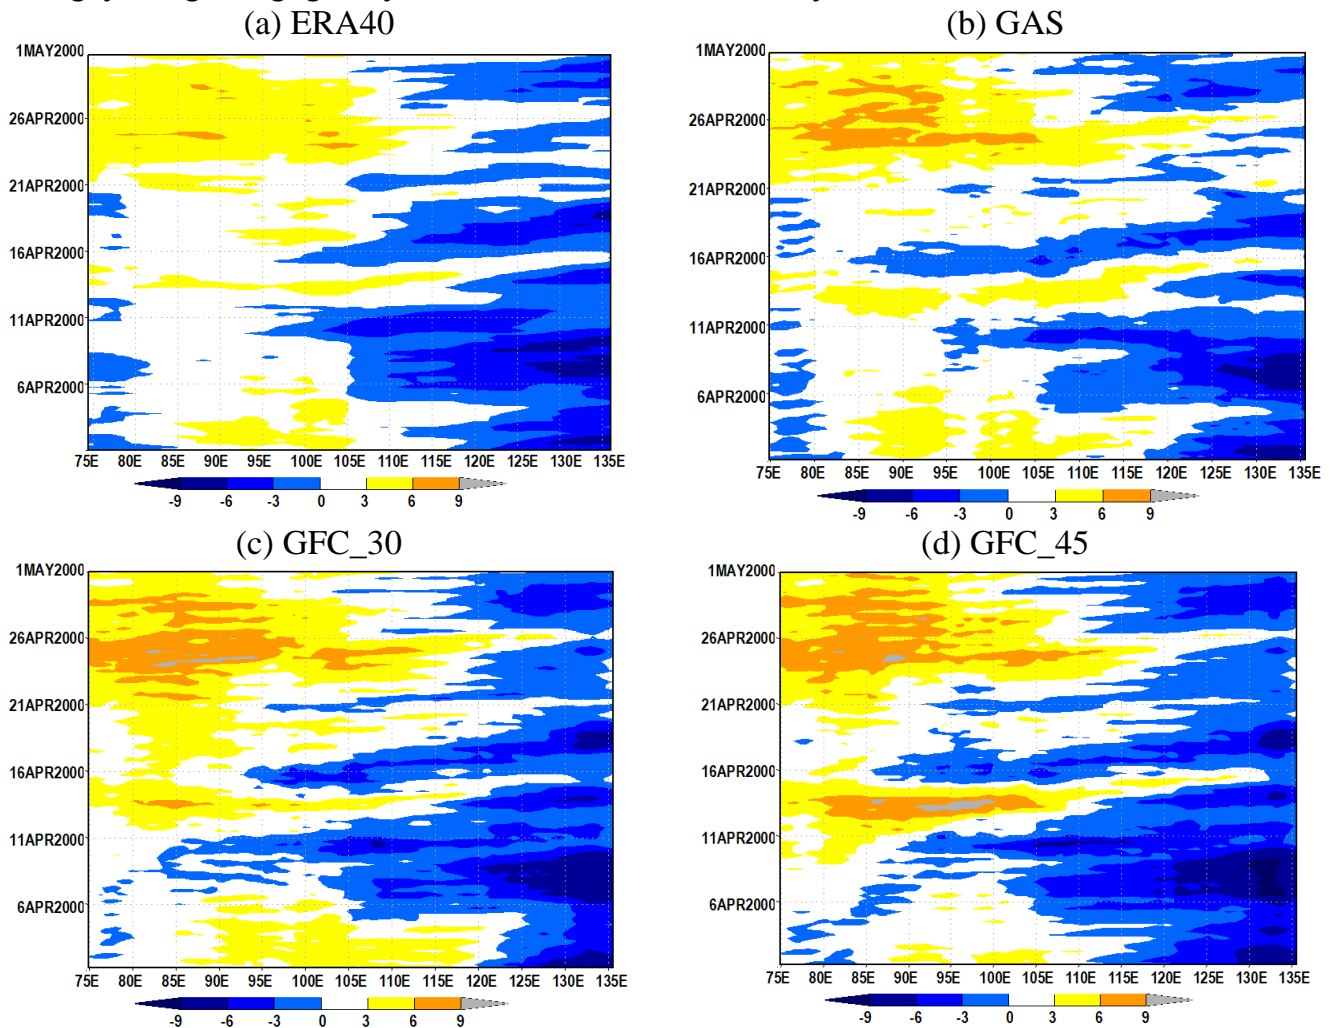 (a) ERA40
(b) GAS
1MAY2000
26APR2000
21APR2000
16APR2000
11APR2000
6APR2000
75E 80E 85E 90E 95E 100E 105E 110E 115E 120E 125E 130E 135E
-9 -6 -3 0 3 6 9
1MAY2000
26APR2000
21APR2000
16APR2000
11APR2000
6APR2000
75E 80E 85E 90E 95E 100E 105E 110E 115E 120E 125E 130E 135E
-9 -6 -3 0 3 6 9
(c) GFC_30
(d) GFC_45
1MAY2000
26APR2000
21APR2000
16APR2000
11APR2000
6APR2000
75E 80E 85E 90E 95E 100E 105E 110E 115E 120E 125E 130E 135E
-9 -6 -3 0 3 6 9
1MAY2000
26APR2000
21APR2000
16APR2000
11APR2000
6APR2000
75E 80E 85E 90E 95E 100E 105E 110E 115E 120E 125E 130E 135E
-9 -6 -3 0 3 6 9